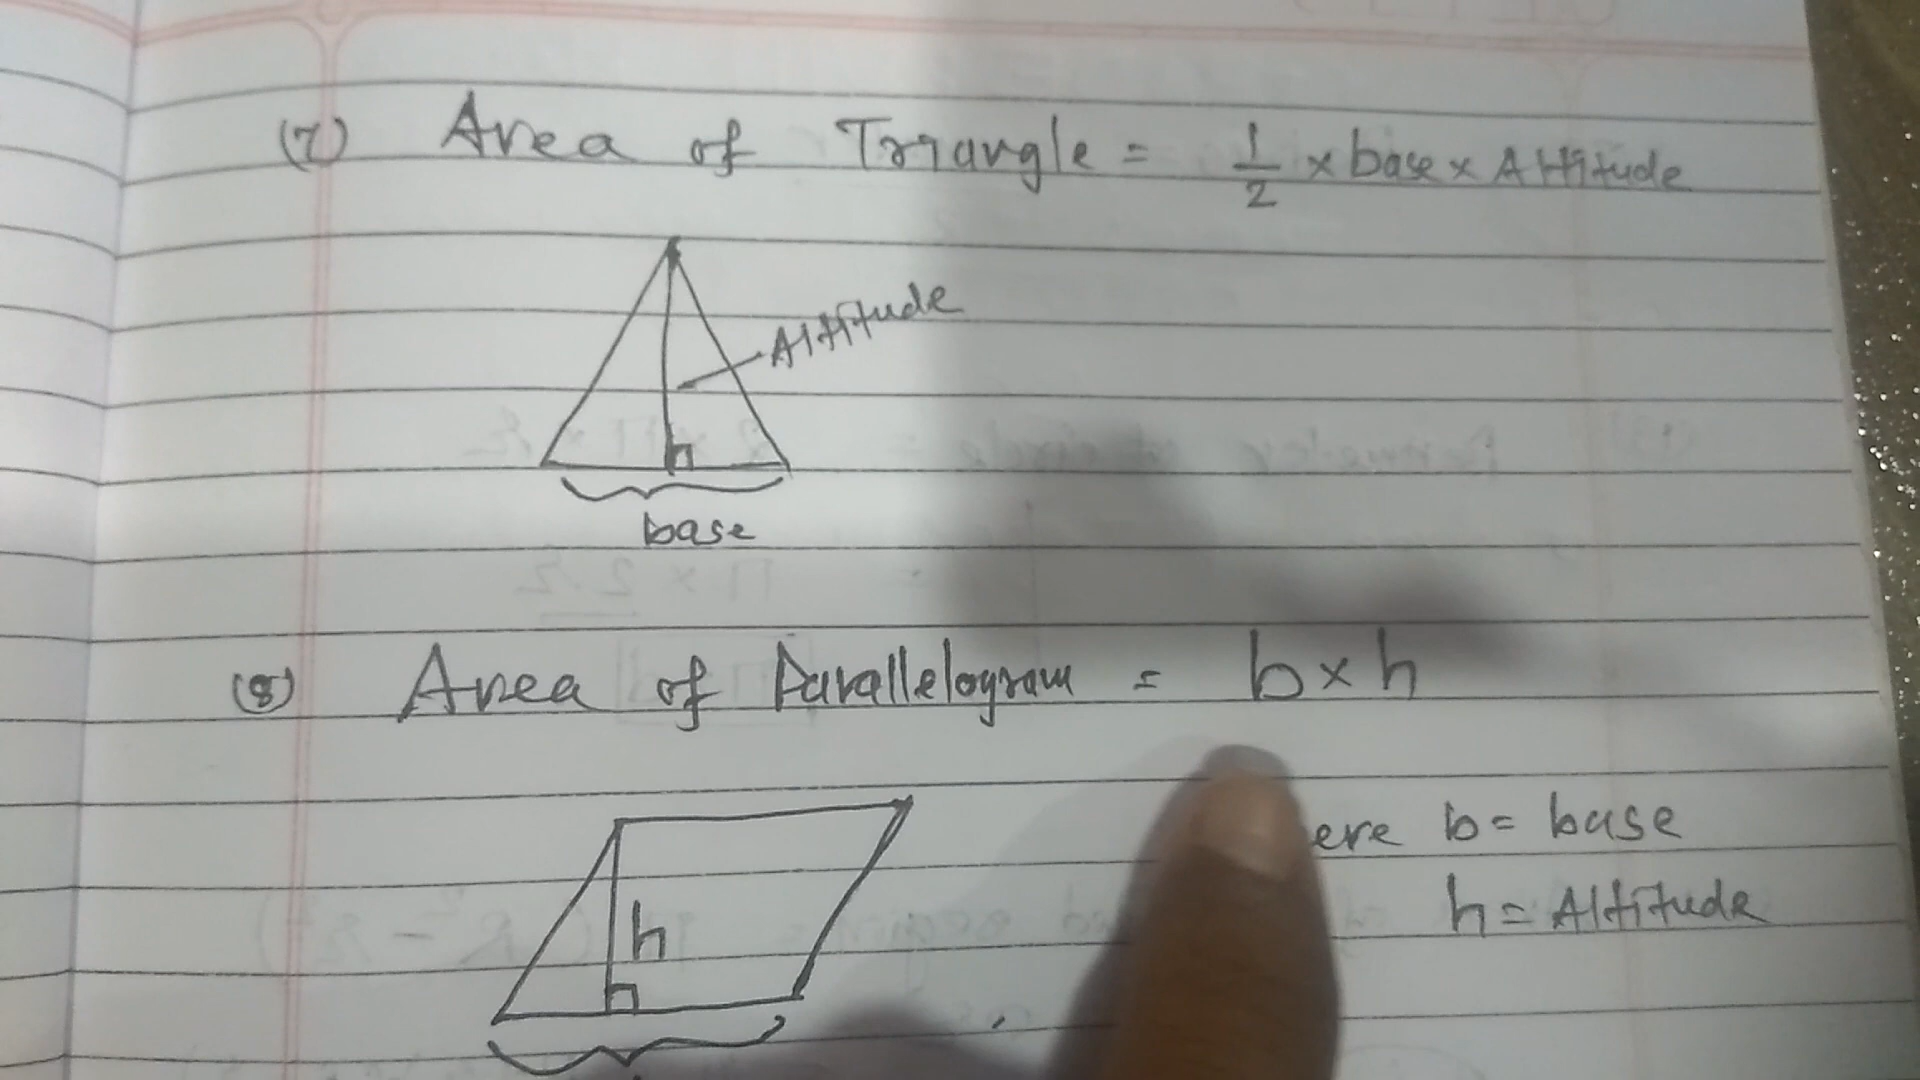 (7) Area of Triangle = 1/2 x base x Altitude
Altitude
base
(8) Area of Parallelogram = b x h
ere b = base
h
h = Altitude